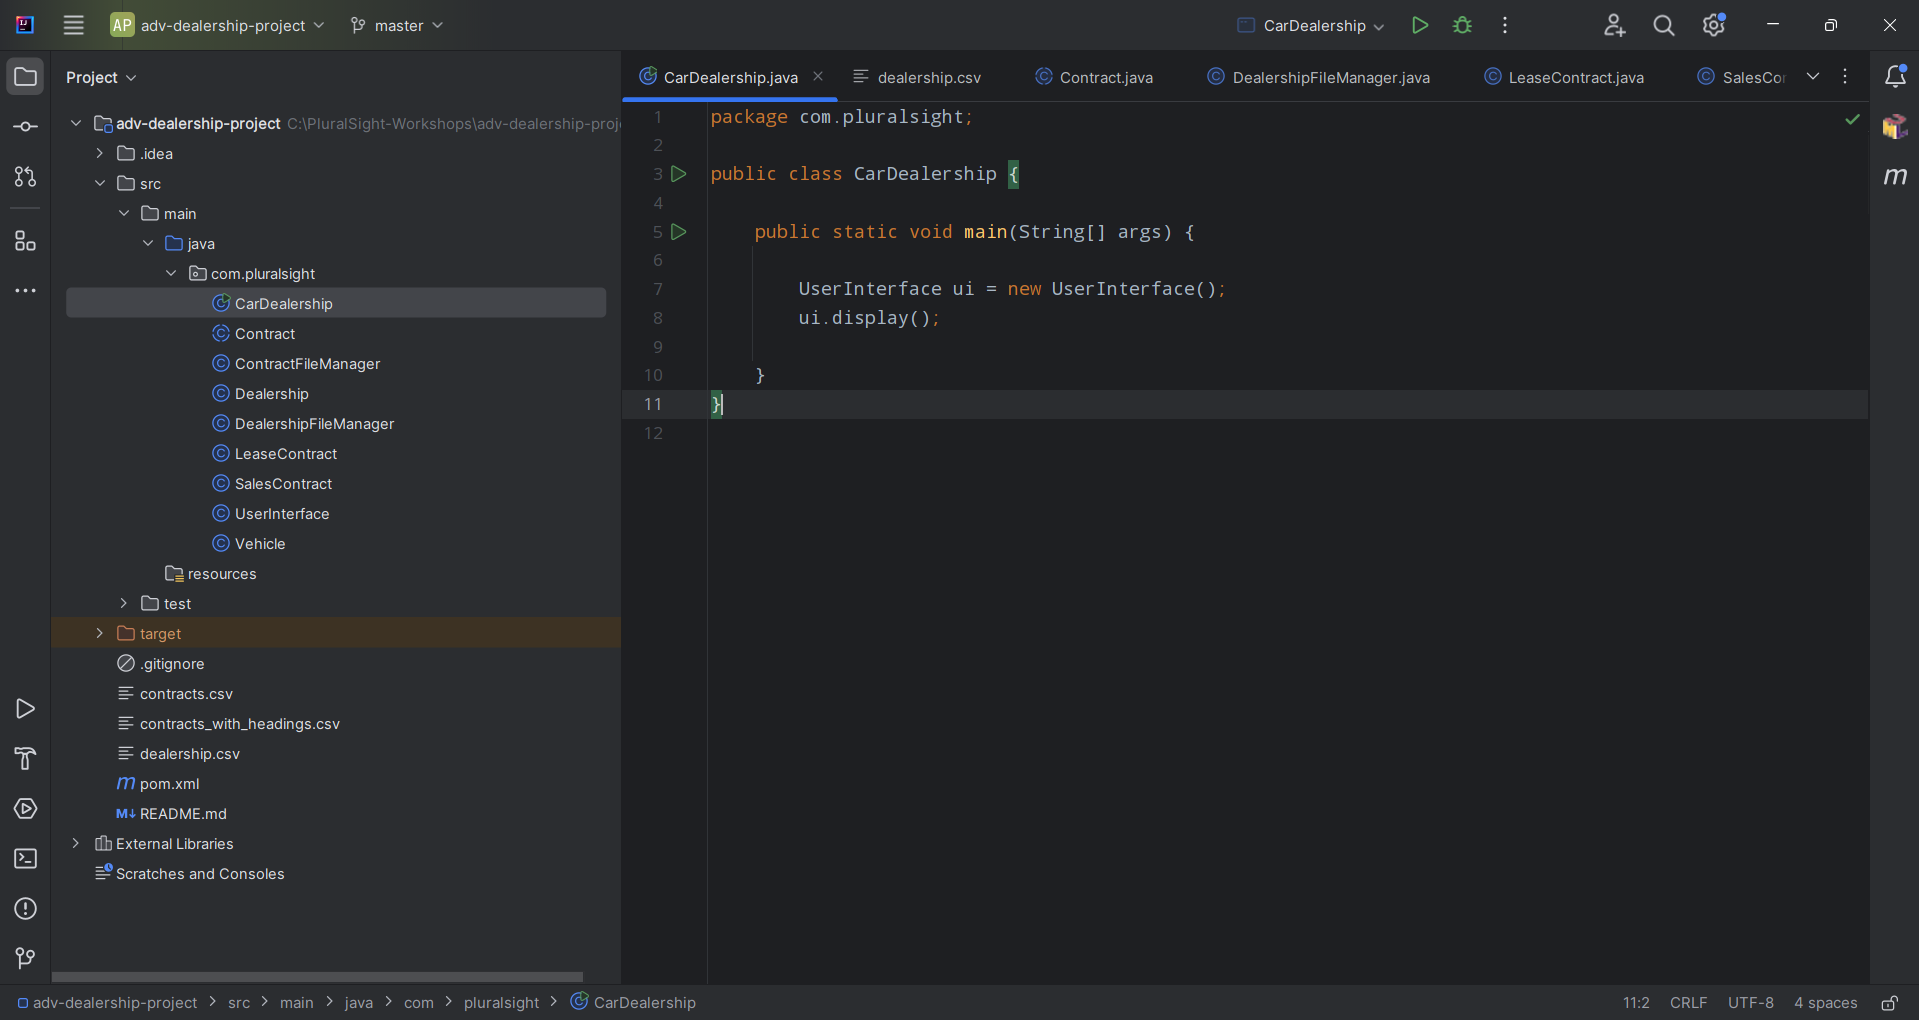 AP adv-dealership-project master CarDealership
Project
CarDealership.java dealership.csv Contract.java DealershipFileManager.java LeaseContract.java SalesCo
adv-dealership-project C:\PluralSight-Workshops\adv-dealership-proj
.idea
src
main
java
com.pluralsight
CarDealership
Contract
ContractFileManager
Dealership
DealershipFileManager
LeaseContract
SalesContract
UserInterface
Vehicle
resources
test
target
.gitignore
contracts.csv
contracts_with_headings.csv
dealership.csv
m pom.xml
M↓ README.md
External Libraries
Scratches and Consoles
1 package com.pluralsight;
2
3 public class CarDealership {
4
5     public static void main(String[] args) {
6
7         UserInterface ui = new UserInterface();
8         ui.display();
9
10     }
11 }
12
m
adv-dealership-project > src > main > java > com > pluralsight > CarDealership
11:2 CRLF UTF-8 4 spaces